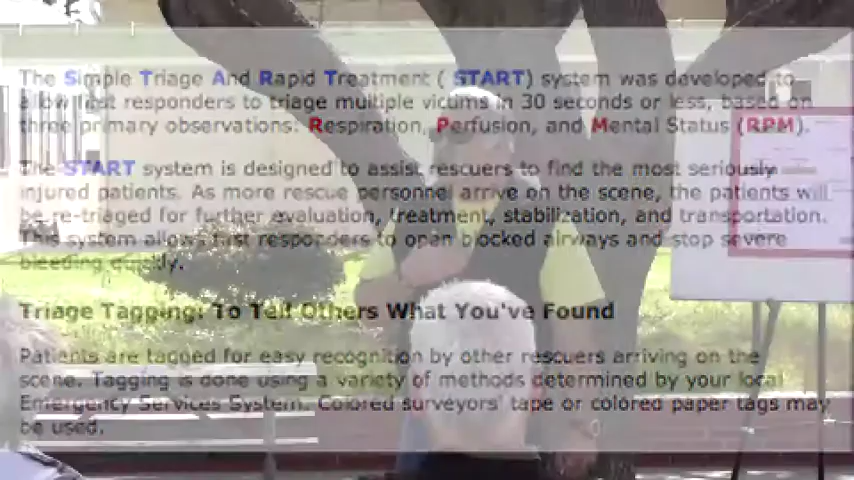 The Simple Triage And Rapid Treatment ( START) system was developed to
allow first responders to triage multiple victims in 30 seconds or less, based on
three primary observations: Respiration, Perfusion, and Mental Status (RPM).
The START system is designed to assist rescuers to find the most seriously
injured patients. As more rescue personnel arrive on the scene, the patients will
be re-triaged for further evaluation, treatment, stabilization, and transportation.
This system allows first responders to open blocked airways and stop severe
bleeding quickly.
Triage Tagging: To Tell Others What You've Found
Patients are tagged for easy recognition by other rescuers arriving on the
scene. Tagging is done using a variety of methods determined by your local
Emergency Services System. Colored surveyors' tape or colored paper tags may
be used.